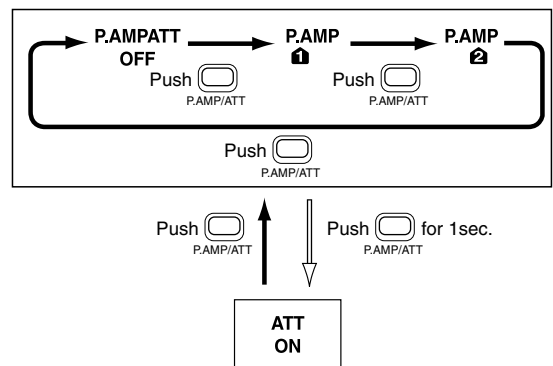 P.AMPATT P.AMP P.AMP
OFF 1 2
Push Push
P.AMP/ATT P.AMP/ATT
Push
P.AMP/ATT
Push Push for 1sec.
P.AMP/ATT P.AMP/ATT
ATT
ON